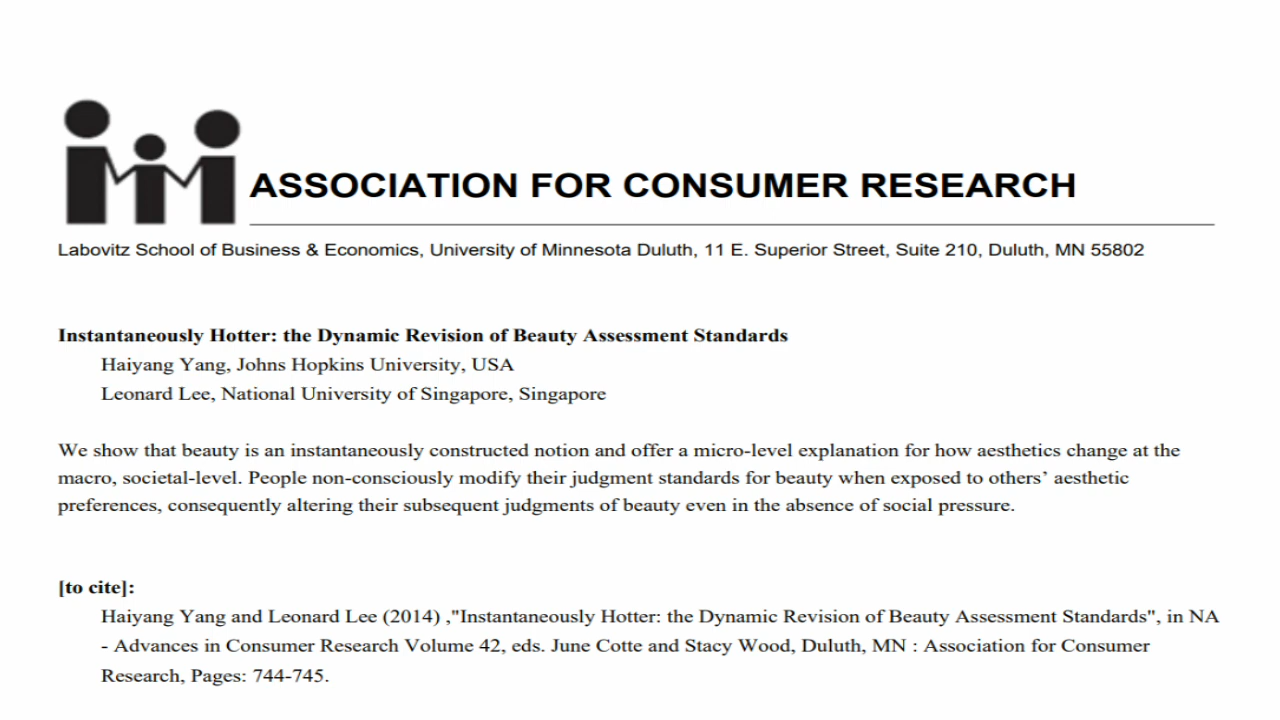 ASSOCIATION FOR CONSUMER RESEARCH
Labovitz School of Business & Economics, University of Minnesota Duluth, 11 E. Superior Street, Suite 210, Duluth, MN 55802
Instantaneously Hotter: the Dynamic Revision of Beauty Assessment Standards
Haiyang Yang, Johns Hopkins University, USA
Leonard Lee, National University of Singapore, Singapore
We show that beauty is an instantaneously constructed notion and offer a micro-level explanation for how aesthetics change at the
macro, societal-level. People non-consciously modify their judgment standards for beauty when exposed to others’ aesthetic
preferences, consequently altering their subsequent judgments of beauty even in the absence of social pressure.
[to cite]:
Haiyang Yang and Leonard Lee (2014) ,"Instantaneously Hotter: the Dynamic Revision of Beauty Assessment Standards", in NA
- Advances in Consumer Research Volume 42, eds. June Cotte and Stacy Wood, Duluth, MN : Association for Consumer
Research, Pages: 744-745.